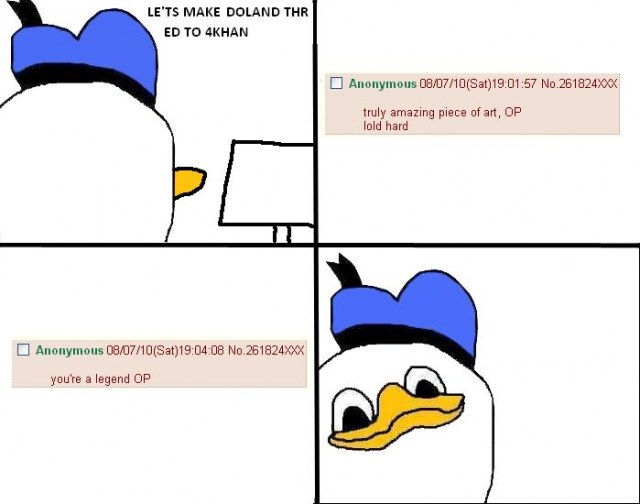 LE'TS MAKE DOLAND THR
ED TO 4KHAN
Anonymous 08/07/10(Sat)19:01:57 No.261824XXX
truly amazing piece of art, OP
lold hard
Anonymous 08/07/10(Sat)19:04:08 No.261824XXX
you're a legend OP